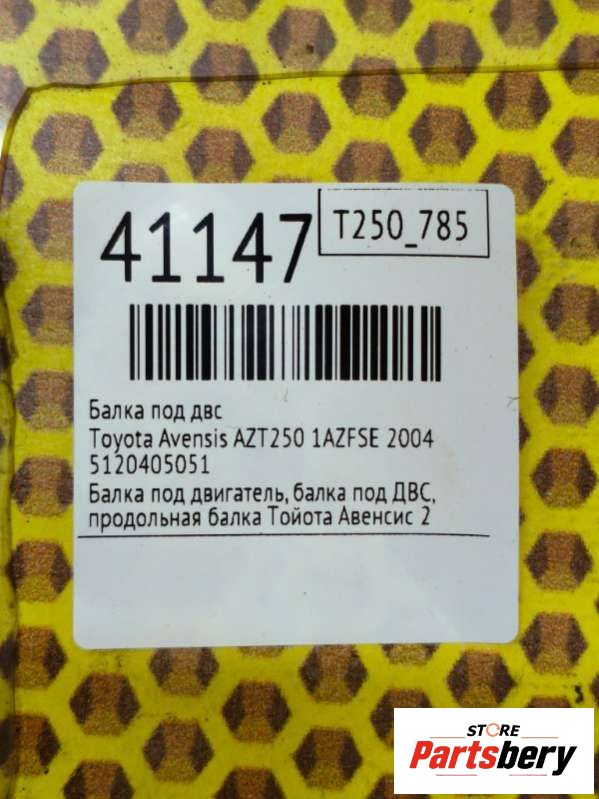 41147
T250_785
Балка под двс
Toyota Avensis AZT250 1AZFSE 2004
5120405051
Балка под двигатель, балка под ДВС,
продольная балка Тойота Авенсис 2
STORE
Partsbery